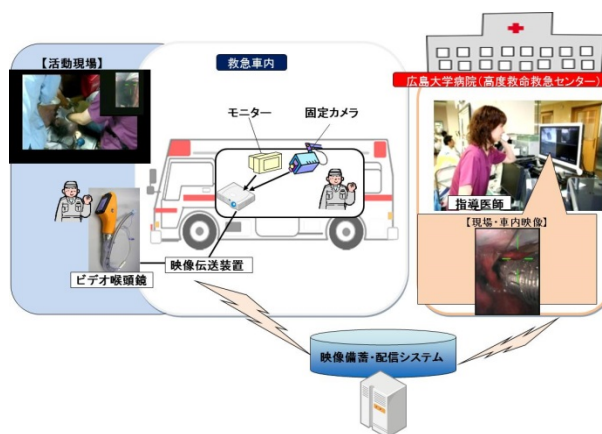 【活動現場】
救急車内
モニター
固定カメラ
ビデオ喉頭鏡
映像伝送装置
広島大学病院(高度救命救急センター)
指導医師
【現場・車内映像】
映像備蓄・配信システム